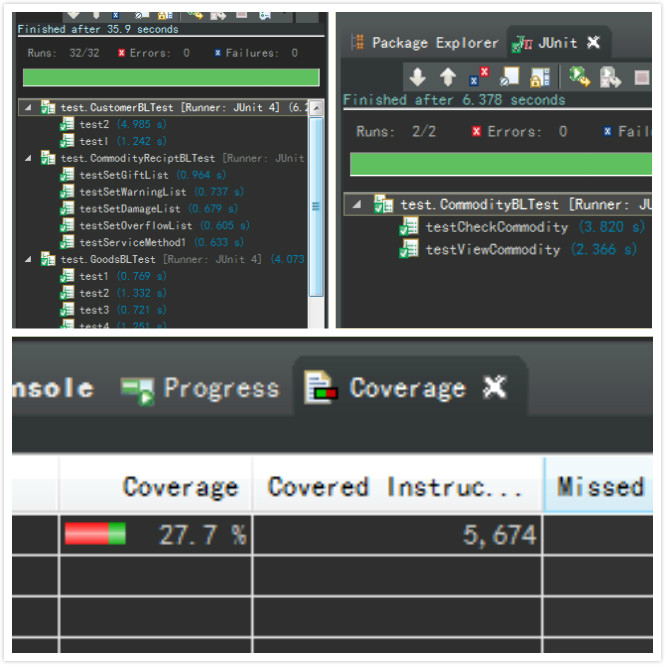 Finished after 35.9 seconds
Runs: 32/32 Errors: 0 Failures: 0
test.CustomerBLTest [Runner: JUnit 4] (6.2
test2 (4.985 s)
test1 (1.242 s)
test.CommodityReciptBLTest [Runner: JUnit
testSetGiftList (0.964 s)
testSetWarningList (0.737 s)
testSetDamageList (0.679 s)
testSetOverflowList (0.605 s)
testServiceMethod1 (0.633 s)
test.GoodsBLTest [Runner: JUnit 4] (4.073
test1 (0.769 s)
test2 (1.332 s)
test3 (0.721 s)
test4 (1.251 s)
Package Explorer JUnit
Finished after 6.378 seconds
Runs: 2/2 Errors: 0 Fail
test.CommodityBLTest [Runner: JU
testCheckCommodity (3.820 s)
testViewCommodity (2.366 s)
nsole Progress Coverage
Coverage Covered Instruc... Missed
27.7 % 5,674